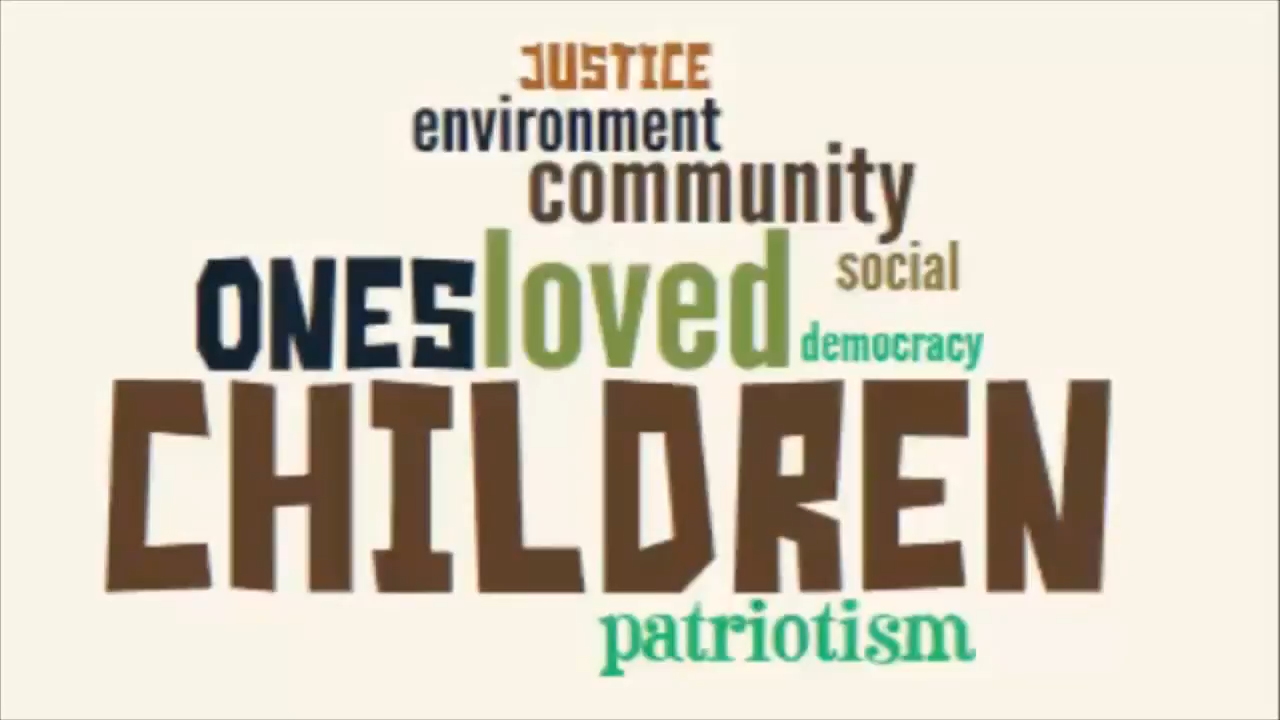 JUSTICE
environment
community
social
ONES loved
democracy
CHILDREN
patriotism